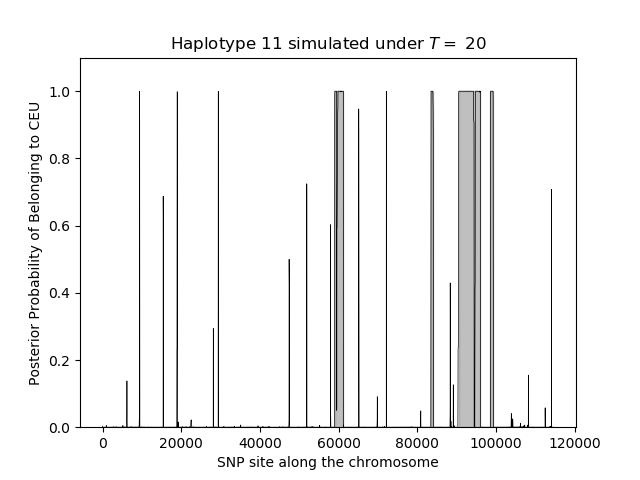 Haplotype 11 simulated under T = 20
Posterior Probability of Belonging to CEU
1.0
0.8
0.6
0.4
0.2
0.0
0 20000 40000 60000 80000 100000 120000
SNP site along the chromosome